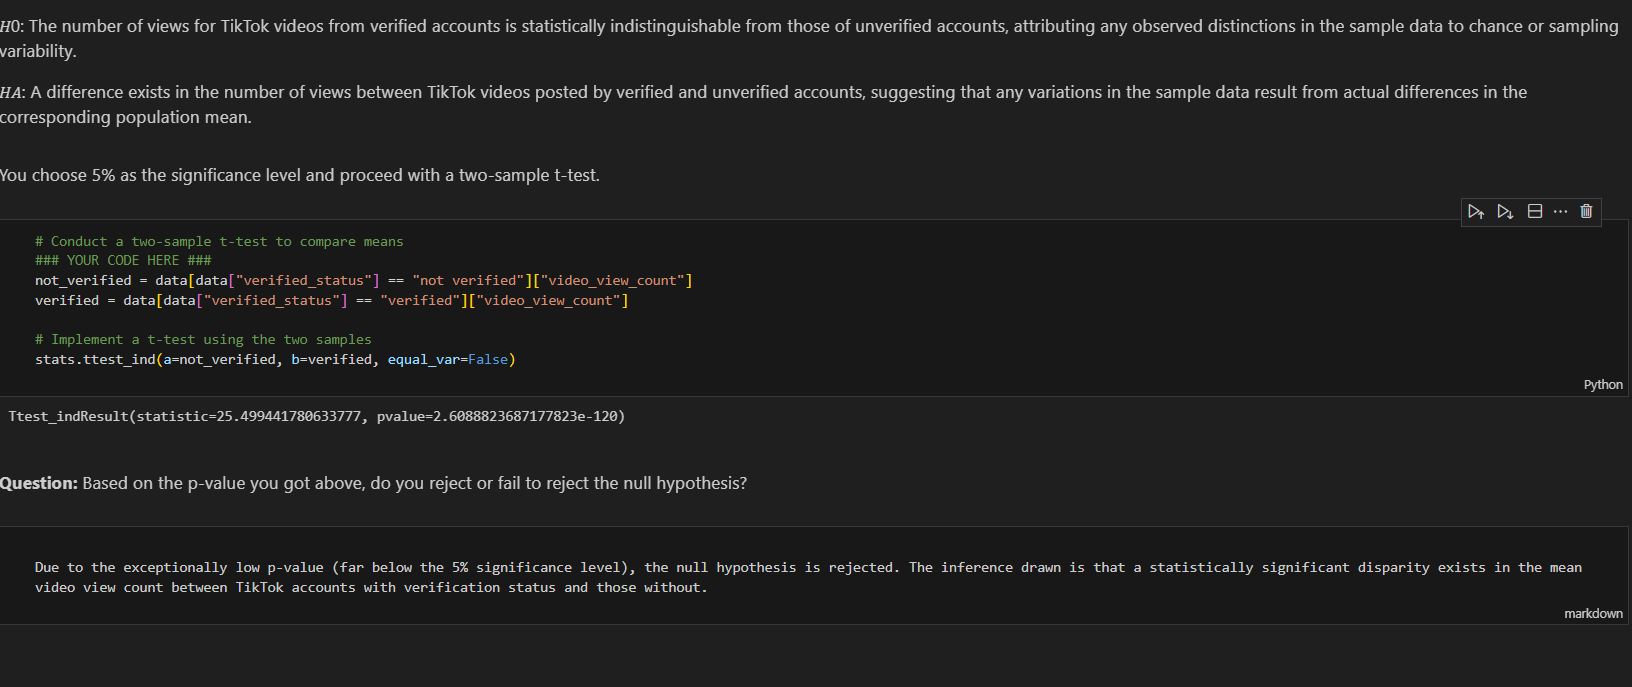 H0: The number of views for TikTok videos from verified accounts is statistically indistinguishable from those of unverified accounts, attributing any observed distinctions in the sample data to chance or sampling
variability.
HA: A difference exists in the number of views between TikTok videos posted by verified and unverified accounts, suggesting that any variations in the sample data result from actual differences in the
corresponding population mean.
You choose 5% as the significance level and proceed with a two-sample t-test.
# Conduct a two-sample t-test to compare means
### YOUR CODE HERE ###
not_verified = data[data["verified_status"] == "not verified"]["video_view_count"]
verified = data[data["verified_status"] == "verified"]["video_view_count"]
# Implement a t-test using the two samples
stats.ttest_ind(a=not_verified, b=verified, equal_var=False)
Python
Ttest_indResult(statistic=25.499441780633777, pvalue=2.6088823687177823e-120)
Question: Based on the p-value you got above, do you reject or fail to reject the null hypothesis?
Due to the exceptionally low p-value (far below the 5% significance level), the null hypothesis is rejected. The inference drawn is that a statistically significant disparity exists in the mean
video view count between TikTok accounts with verification status and those without.
markdown